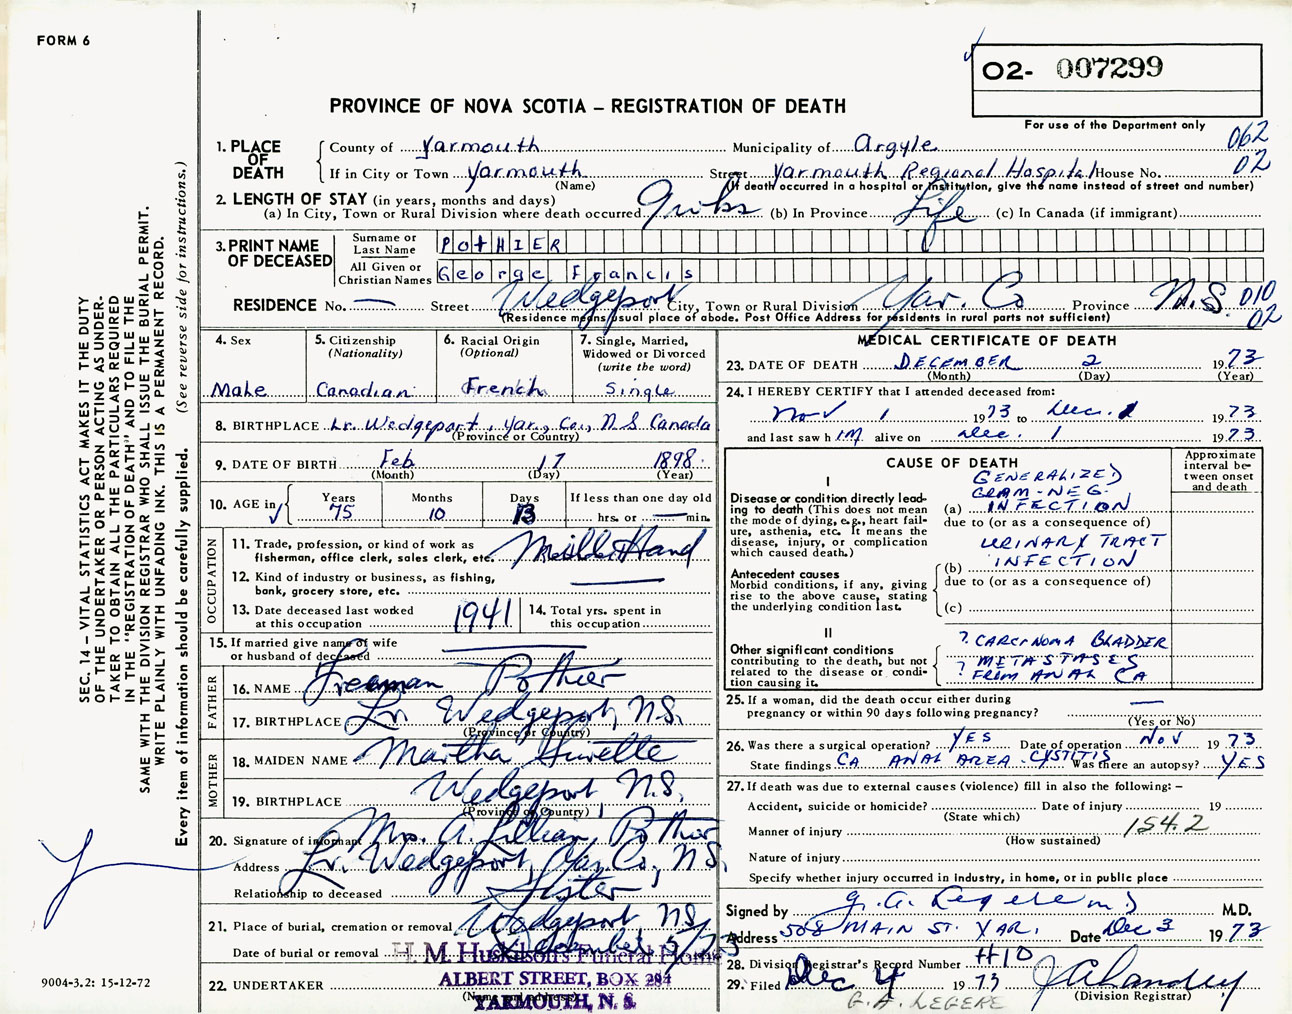 FORM 6
O2- 007299
PROVINCE OF NOVA SCOTIA – REGISTRATION OF DEATH
For use of the Department only
062
02
1. PLACE OF DEATH
County of Yarmouth Municipality of Argyle
If in City or Town Yarmouth Street Yarmouth Regional Hospital House No.
(Name) (If death occurred in a hospital or institution, give the name instead of street and number)
2. LENGTH OF STAY (in years, months and days)
(a) In City, Town or Rural Division where death occurred (b) In Province Life (c) In Canada (if immigrant)
3. PRINT NAME OF DECEASED
Surname or Last Name POTHIER
All Given or Christian Names George Francis
RESIDENCE No. — Street Wedgeport City, Town or Rural Division Yar. Co Province N.S. 010
02
(Residence means usual place of abode. Post Office Address for residents in rural parts not sufficient)
4. Sex
Male
5. Citizenship
(Nationality)
Canadian
6. Racial Origin
(Optional)
French
7. Single, Married,
Widowed or Divorced
(write the word)
Single
8. BIRTHPLACE Lr. Wedgeport, Yar. Co., N S Canada
(Province or Country)
9. DATE OF BIRTH Feb 17 1898.
(Month) (Day) (Year)
10. AGE in
Years Months Days If less than one day old
75 10 13 hrs. or — min.
OCCUPATION
11. Trade, profession, or kind of work as
fisherman, office clerk, sales clerk, etc. Mill Hand
12. Kind of industry or business, as fishing,
bank, grocery store, etc. —
13. Date deceased last worked
at this occupation 1941
14. Total yrs. spent in
this occupation
15. If married give name of wife
or husband of deceased —
FATHER
16. NAME Freeman Pothier
17. BIRTHPLACE Lr. Wedgeport, N.S.
(Province or Country)
MOTHER
18. MAIDEN NAME Martha
19. BIRTHPLACE Wedgeport, N.S.
(Province or Country)
20. Signature of informant Mrs. A. Lillian Pothier
Address Lr. Wedgeport, Yar. Co., N.S.
Relationship to deceased Sister
21. Place of burial, cremation or removal Wedgeport N.S.
Date of burial or removal December 5/73
22. UNDERTAKER
(Name and address)
H. M. Huskilson's Funeral Home
ALBERT STREET, BOX 284
YARMOUTH, N. S.
MEDICAL CERTIFICATE OF DEATH
23. DATE OF DEATH DECEMBER 2 1973
(Month) (Day) (Year)
24. I HEREBY CERTIFY that I attended deceased from:
Nov 1 1973 to Dec. 1973
and last saw h im alive on Dec. 1 1973
CAUSE OF DEATH
Approximate interval between onset and death
I
Disease or condition directly leading to death (This does not mean the mode of dying, e.g., heart failure, asthenia, etc. It means the disease, injury, or complication which caused death.)
GENERALIZED
GRAM-NEG.
(a) INFECTION
due to (or as a consequence of)
URINARY TRACT
(b) INFECTION
due to (or as a consequence of)
(c)
Antecedent causes
Morbid conditions, if any, giving rise to the above cause, stating the underlying condition last.
II
Other significant conditions
contributing to the death, but not related to the disease or condition causing it.
? CARCINOMA BLADDER
? METASTASES
FROM ANAL CA
25. If a woman, did the death occur either during
pregnancy or within 90 days following pregnancy? —
(Yes or No)
26. Was there a surgical operation? YES Date of operation NOV 1973
State findings CA ANAL AREA. CYSTITIS Was there an autopsy? YES
27. If death was due to external causes (violence) fill in also the following: –
Accident, suicide or homicide? Date of injury 19
(State which)
Manner of injury 154.2
(How sustained)
Nature of injury
Specify whether injury occurred in industry, in home, or in public place
Signed by G. A. Legere MD M.D.
Address 508 MAIN ST. YAR. Date Dec 3 1973
28. Division Registrar's Record Number 410
29. Filed Dec 4 1973
(Division Registrar)
G. A. LEGERE
SEC. 14 – VITAL STATISTICS ACT MAKES IT THE DUTY
OF THE UNDERTAKER OR PERSON ACTING AS UNDERTAKER TO OBTAIN ALL THE PARTICULARS REQUIRED
IN THE "REGISTRATION OF DEATH" AND TO FILE THE
SAME WITH THE DIVISION REGISTRAR WHO SHALL ISSUE THE BURIAL PERMIT.
WRITE PLAINLY WITH UNFADING INK. THIS IS A PERMANENT RECORD.
Every item of information should be carefully supplied. (See reverse side for instructions.)
9004-3.2: 15-12-72